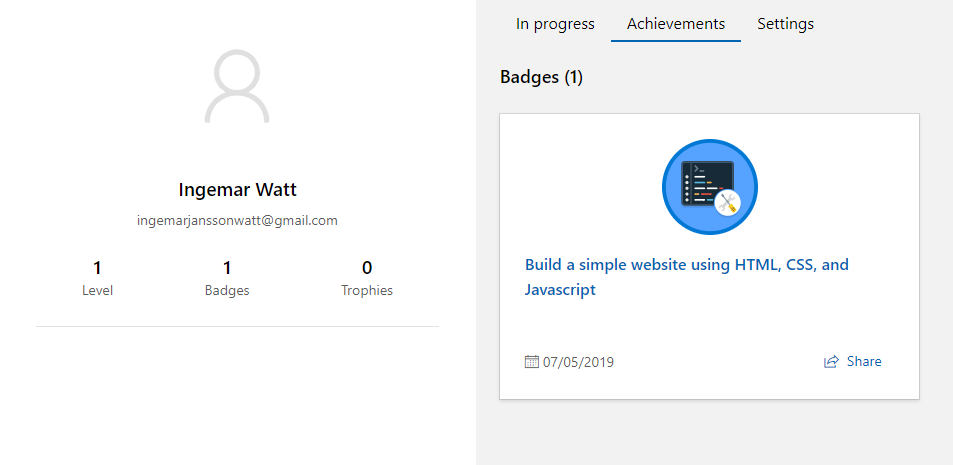 Ingemar Watt
ingemarjanssonwatt@gmail.com
1 1 0
Level Badges Trophies
In progress Achievements Settings
Badges (1)
Build a simple website using HTML, CSS, and
Javascript
07/05/2019 Share